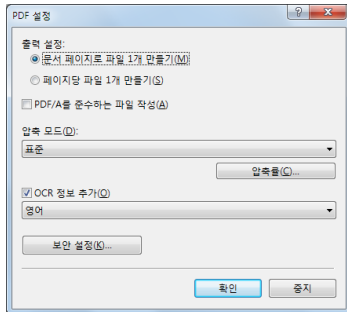 PDF 설정
출력 설정:
문서 페이지로 파일 1개 만들기(M)
페이지당 파일 1개 만들기(S)
PDF/A를 준수하는 파일 작성(A)
압축 모드(D):
표준
압축률(C)...
OCR 정보 추가(O)
영어
보안 설정(K)...
확인 중지